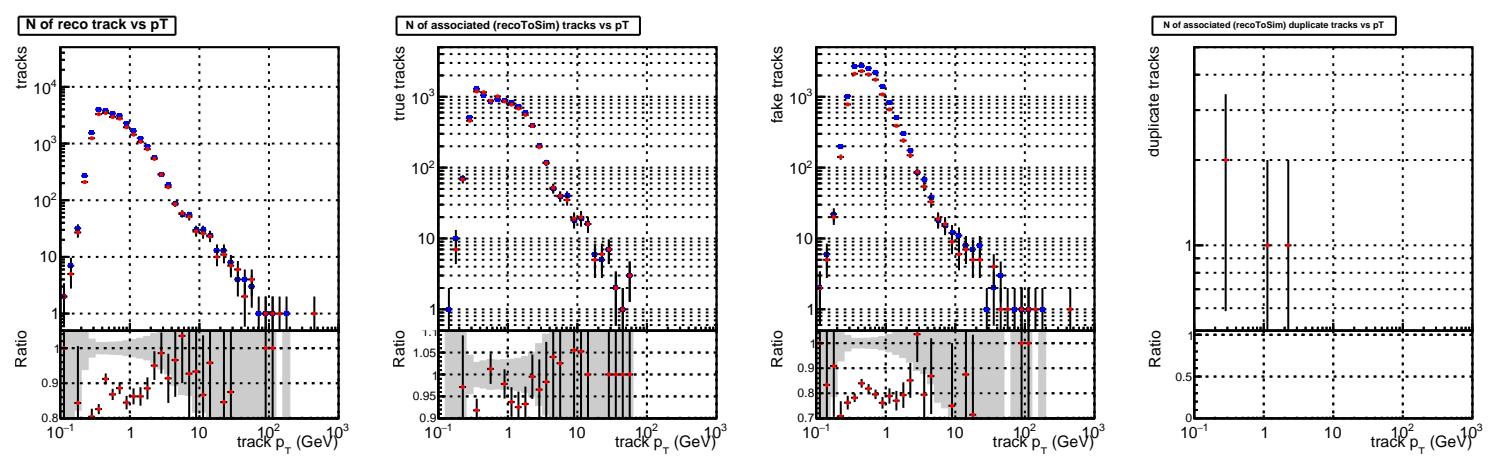 N of reco track vs pT
tracks
10^4
10^3
10^2
10
1
Ratio
1
0.9
0.8
10^-1 1 10 10^2 10^3
track p_T (GeV)
N of associated (recoToSim) tracks vs pT
true tracks
10^3
10^2
10
1
Ratio
1.1
1.05
1
0.95
0.9
10^-1 1 10 10^2 10^3
track p_T (GeV)
fake tracks
10^3
10^2
10
1
Ratio
1
0.9
0.8
0.7
10^-1 1 10 10^2 10^3
track p_T (GeV)
N of associated (recoToSim) duplicate tracks vs pT
duplicate tracks
1
Ratio
1
0.5
0
10^-1 1 10 10^2 10^3
track p_T (GeV)